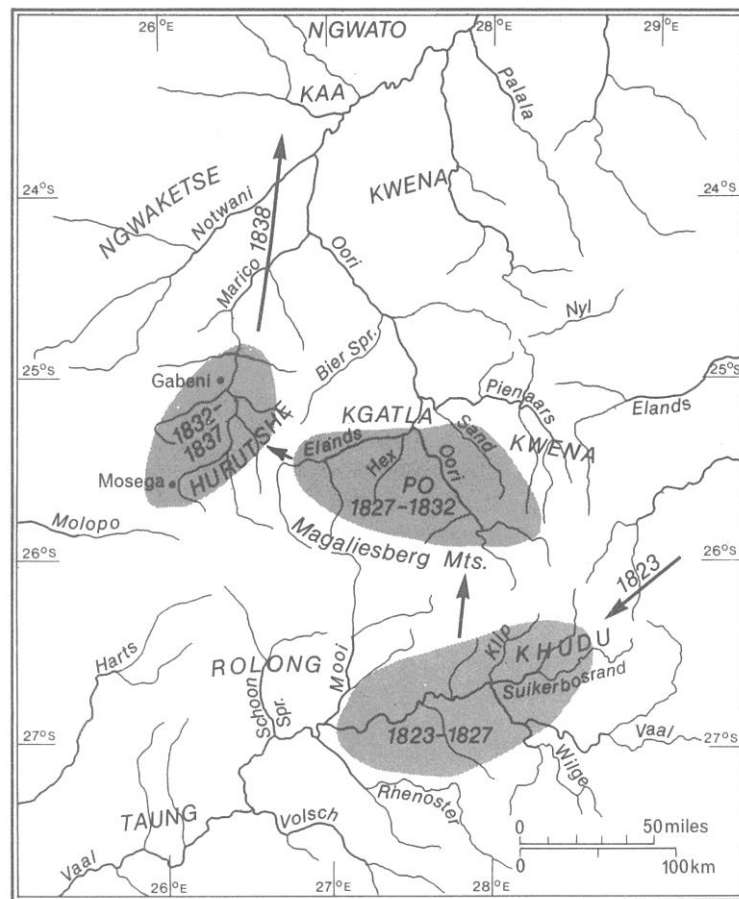 26°E 28°E 29°E
NGWATO
KAA
Palala
24°S 24°S
NGWAKETSE
Notwani
1838
KWENA
Marico
Oori
Nyl
Bier Spr.
25°S 25°S
Gabeni
1832-
1837
HURUTSHE
Mosega
KGATLA
Elands
Hex
Sand
Pienaars
KWENA
Elands
Oori
PO
1827-1832
Molopo
Magaliesberg Mts.
26°S 26°S
1823
Harts
ROLONG
Schoon
Spr.
Mooi
Klip
KHUDU
Suikerbosrand
1823-1827
27°S 27°S
Vaal
Wilge
Rhenoster
TAUNG
Volsch
Vaal
0 50 miles
0 100 km
26°E 27°E 28°E